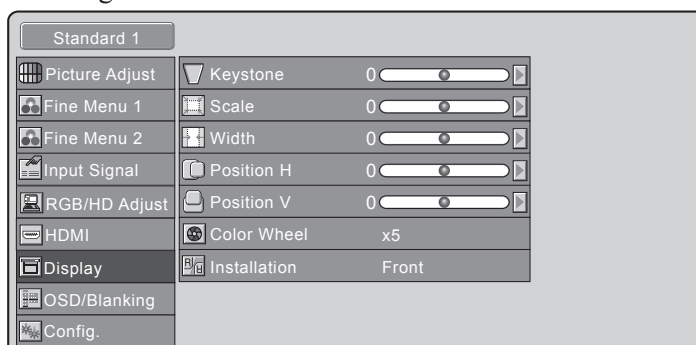 Standard 1
Picture Adjust
Fine Menu 1
Fine Menu 2
Input Signal
RGB/HD Adjust
HDMI
Display
OSD/Blanking
Config.
Keystone 0
Scale 0
Width 0
Position H 0
Position V 0
Color Wheel x5
Installation Front